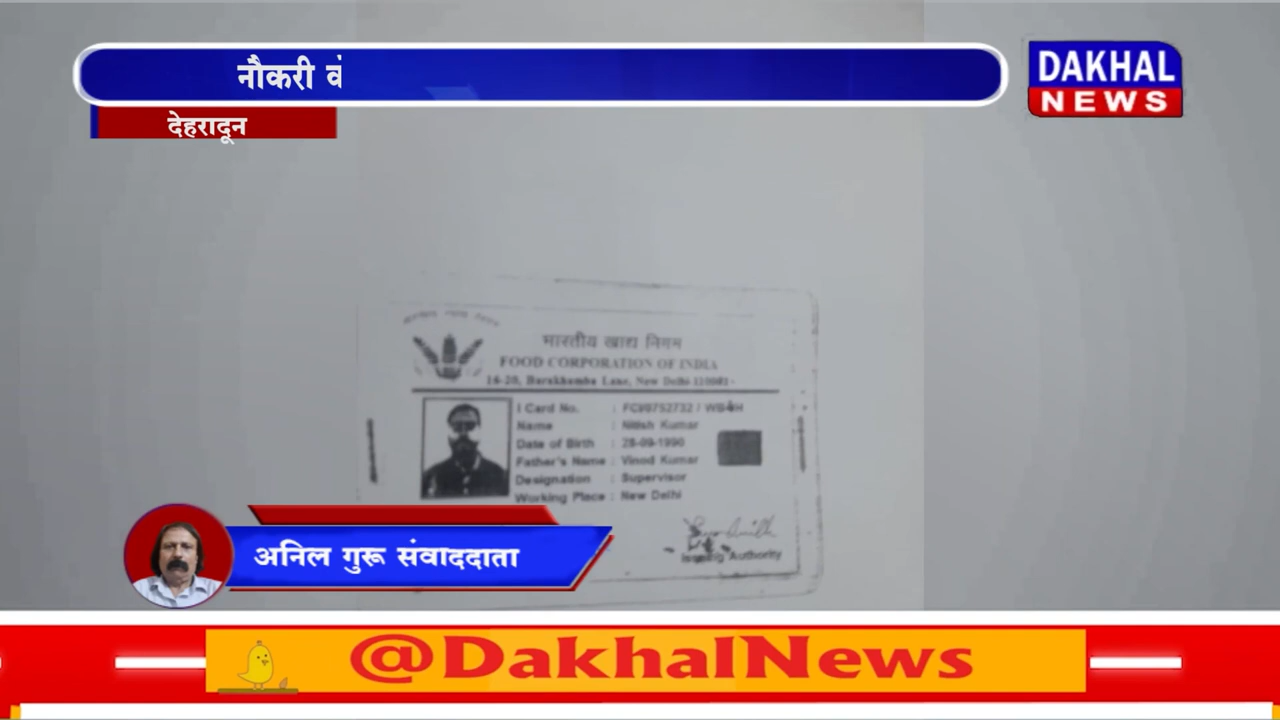 नौकरी
DAKHAL
NEWS
देहरादून
भारतीय खाद्य निगम
FOOD CORPORATION OF INDIA
16-20, Barakhamba Lane, New Delhi 110001
I Card No. :
Name : Nitish Kumar
Date of Birth : 28-09-1990
Father's Name : Vinod Kumar
Designation : Supervisor
Working Place : New Delhi
Issuing Authority
अनिल गुरू संवाददाता
@DakhalNews